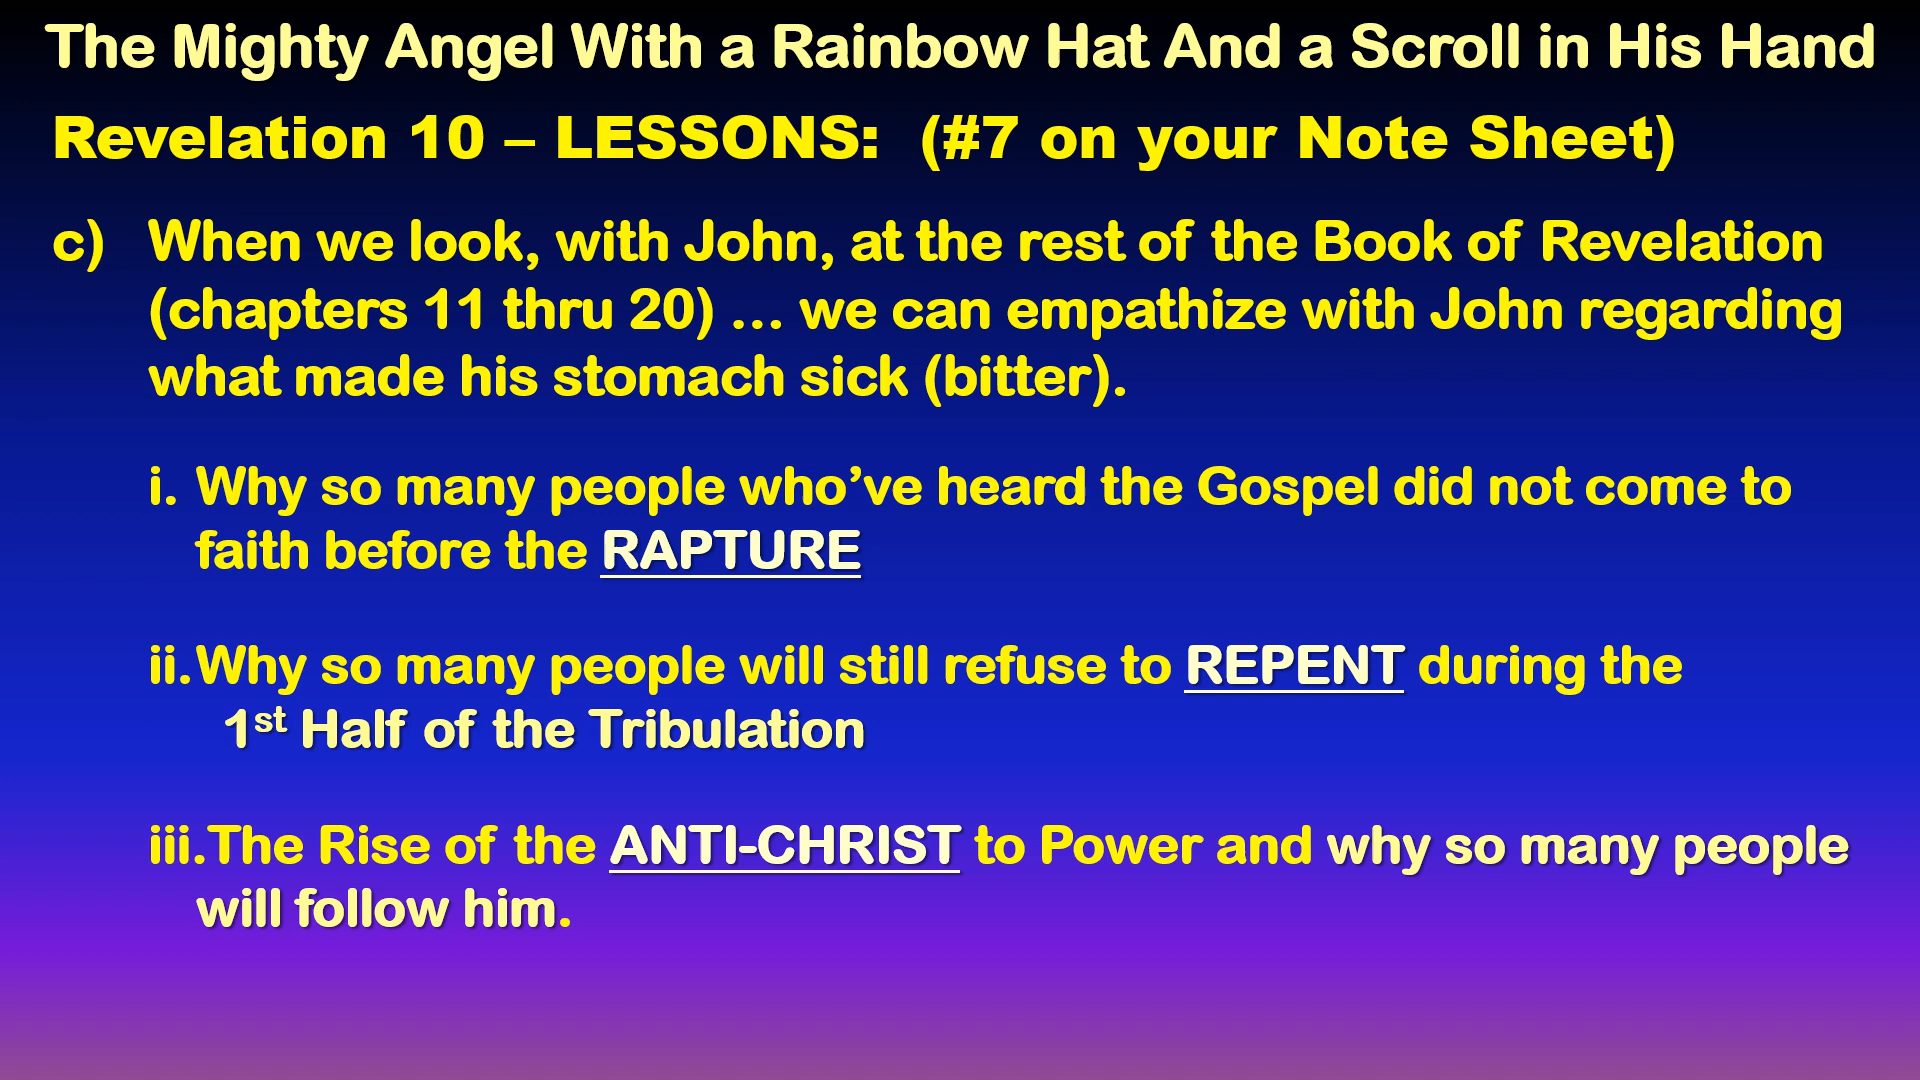 The Mighty Angel With a Rainbow Hat And a Scroll in His Hand
Revelation 10 – LESSONS:  (#7 on your Note Sheet)
c) When we look, with John, at the rest of the Book of Revelation
(chapters 11 thru 20) … we can empathize with John regarding
what made his stomach sick (bitter).
i. Why so many people who’ve heard the Gospel did not come to
faith before the RAPTURE
ii. Why so many people will still refuse to REPENT during the
1st Half of the Tribulation
iii. The Rise of the ANTI-CHRIST to Power and why so many people
will follow him.